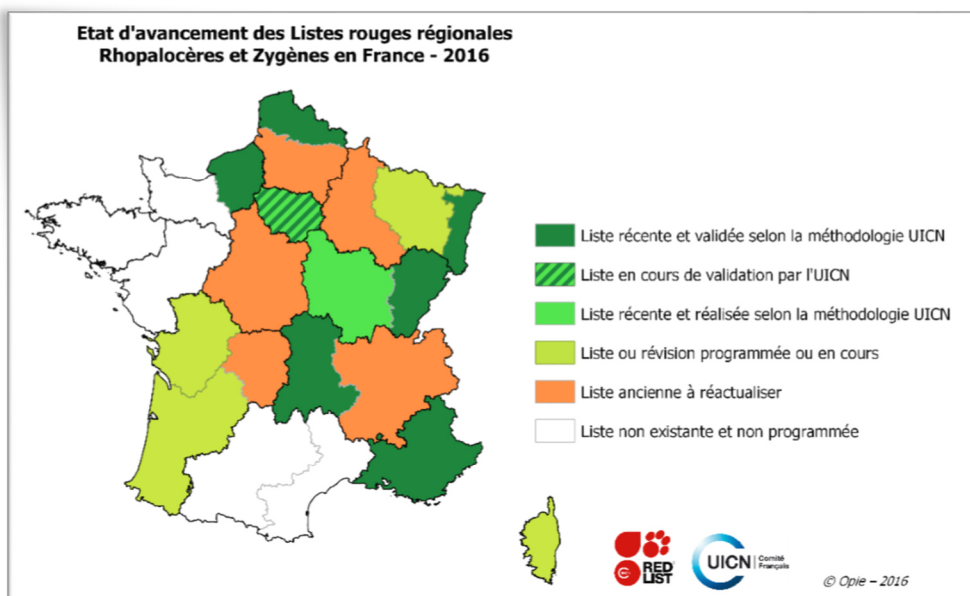 Etat d'avancement des Listes rouges régionales
Rhopalocères et Zygènes en France - 2016
Liste récente et validée selon la méthodologie UICN
Liste en cours de validation par l'UICN
Liste récente et réalisée selon la méthodologie UICN
Liste ou révision programmée ou en cours
Liste ancienne à réactualiser
Liste non existante et non programmée
RED
LIST
UICN
Comité
Français
© Opie – 2016